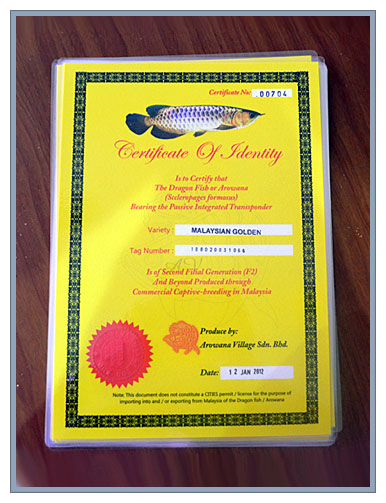 Certificate No: 00704
Certificate Of Identity
Is to Certify that
The Dragon Fish or Arowana
(Scleropages formosus)
Bearing the Passive Integrated Transponder
Variety : MALAYSIAN GOLDEN
Tag Number :
Is of Second Filial Generation (F2)
And Beyond Produced through
Commercial Captive-breeding in Malaysia
Produce by:
Arowana Village Sdn. Bhd.
Date: 12 JAN 2012
Note: This document does not constitute a CITIES permit / license for the purpose of
importing into and / or exporting from Malaysia of the Dragon fish / Arowana